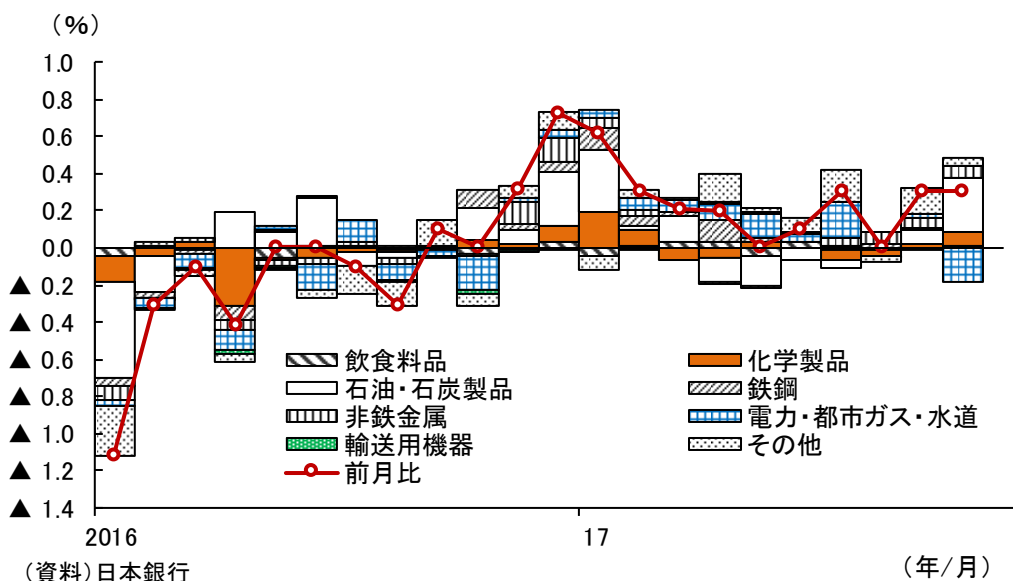 (%)
1.0
0.8
0.6
0.4
0.2
0.0
▲ 0.2
▲ 0.4
▲ 0.6
▲ 0.8
▲ 1.0
▲ 1.2
▲ 1.4
飲食料品
化学製品
石油・石炭製品
鉄鋼
非鉄金属
電力・都市ガス・水道
輸送用機器
その他
前月比
2016
17
(資料)日本銀行
(年/月)